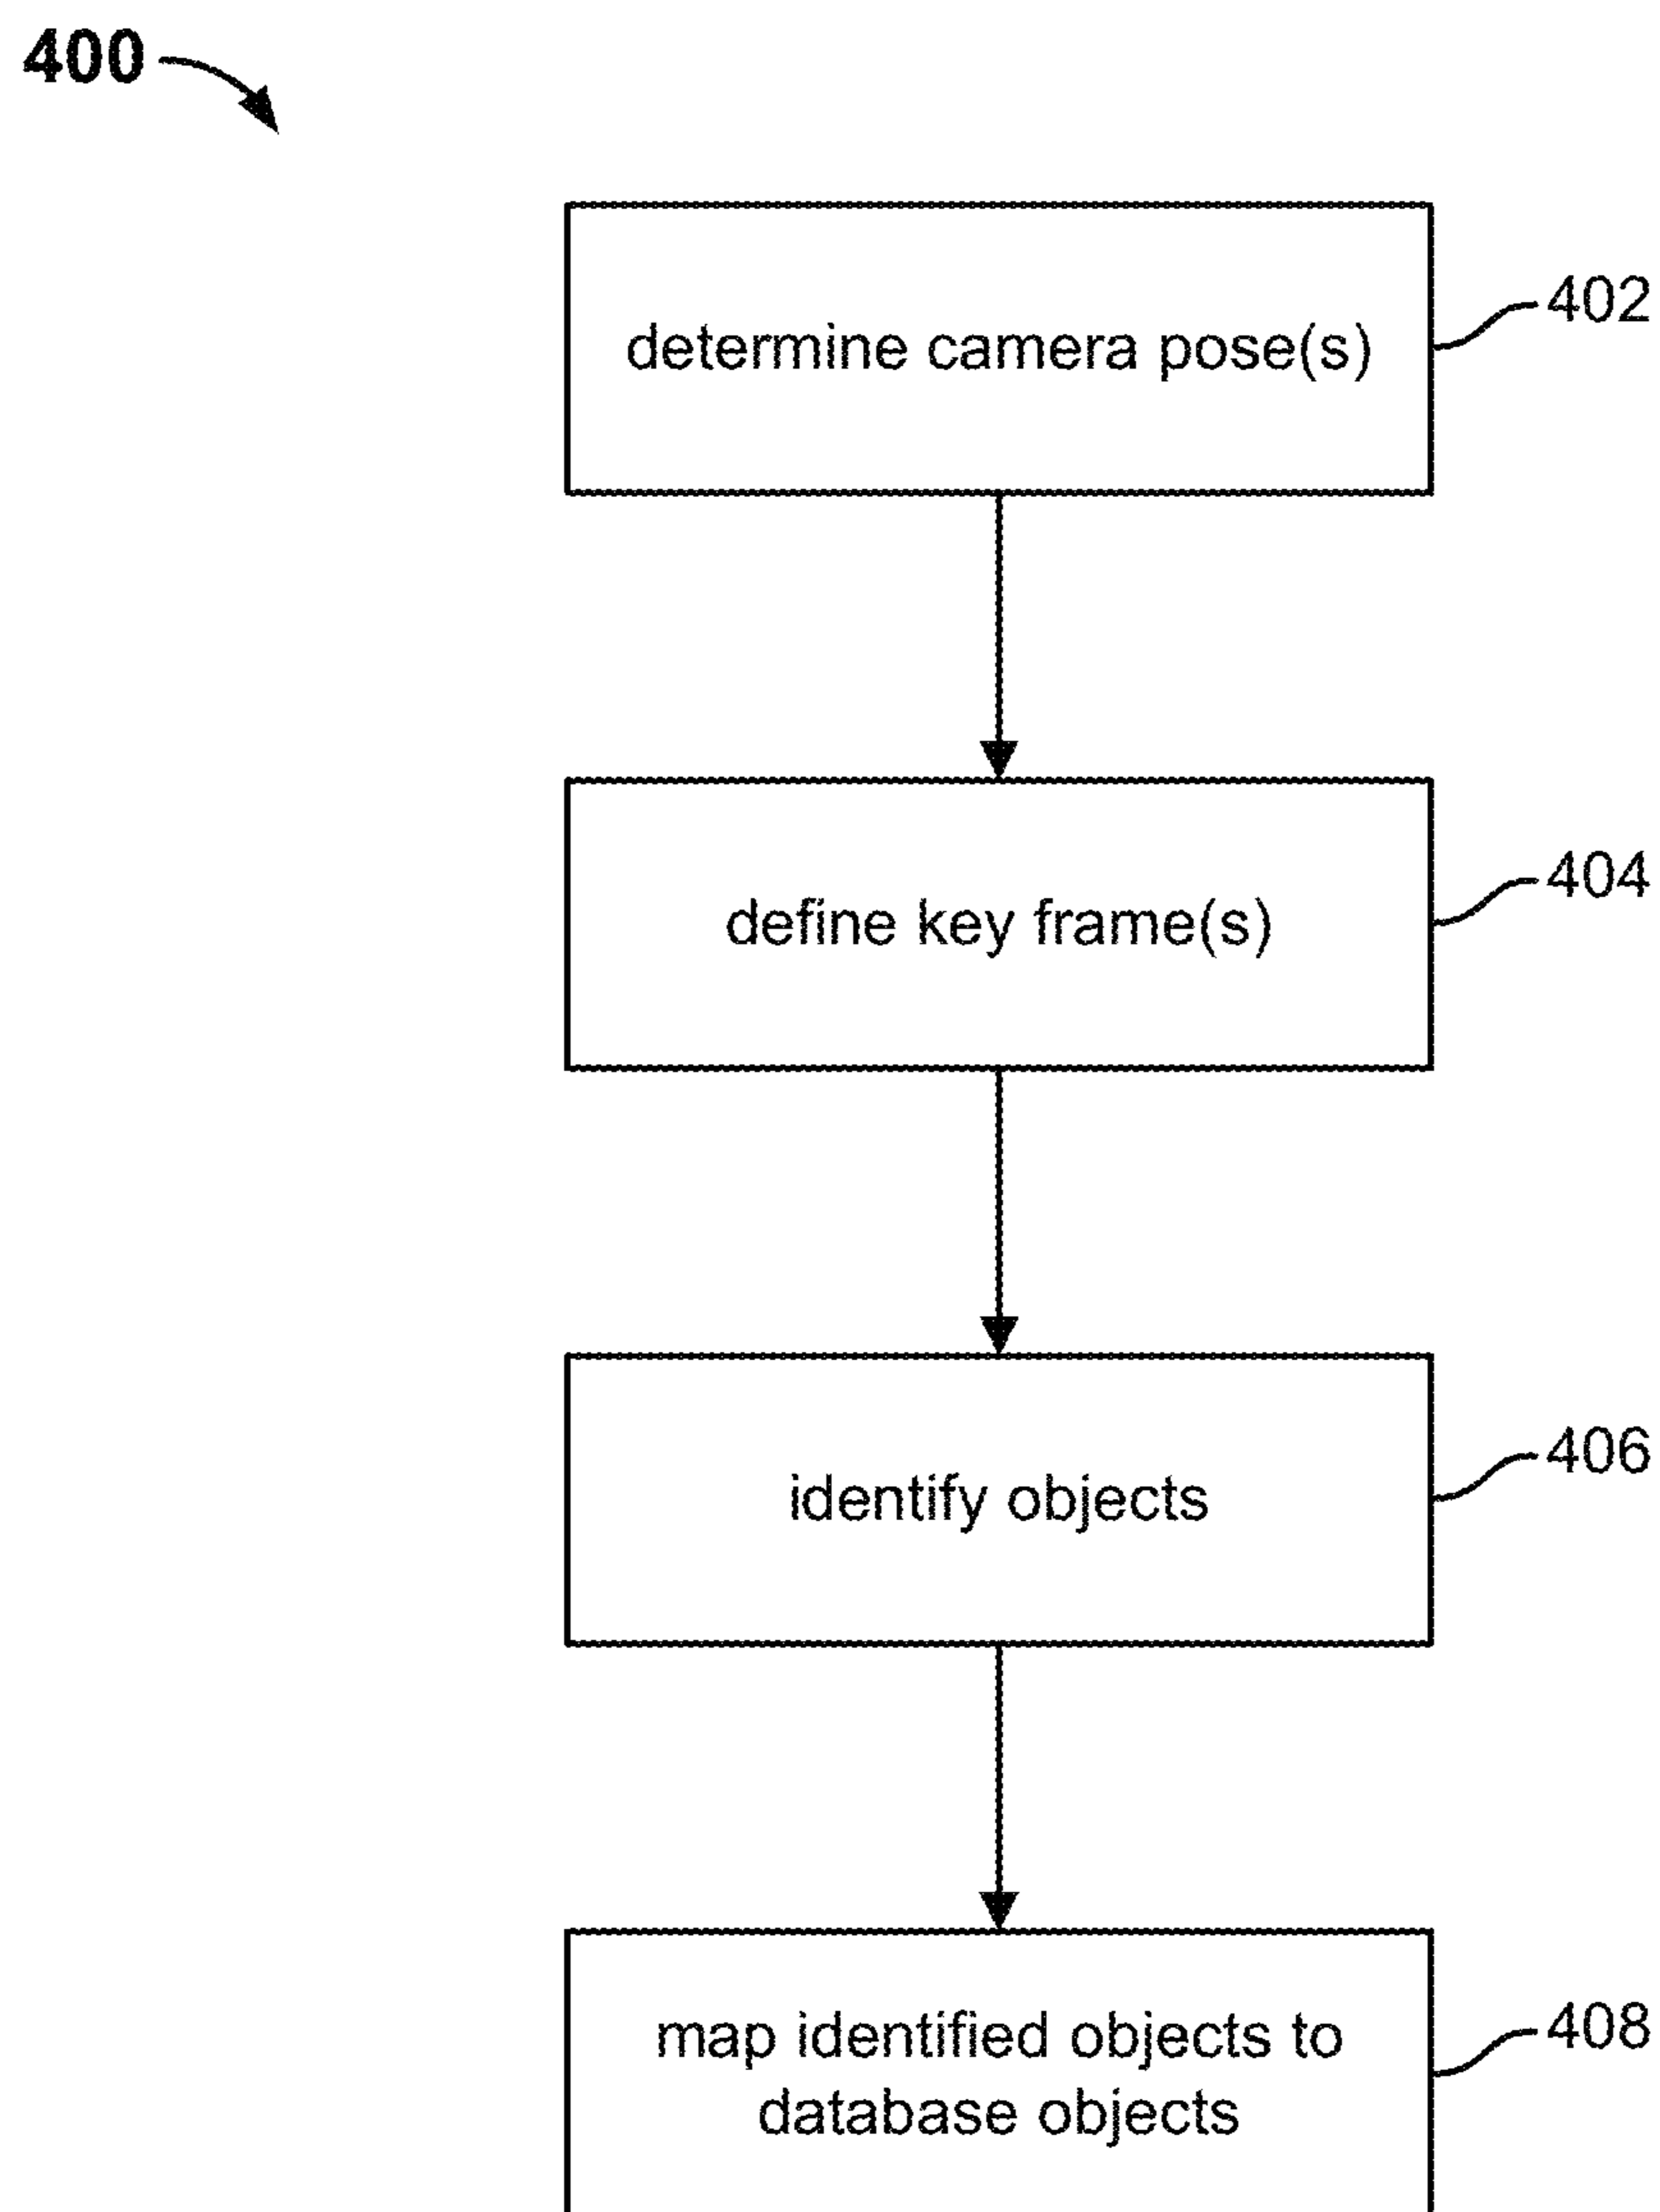 400
determine camera pose(s)
402
define key frame(s)
404
identify objects
406
map identified objects to
database objects
408